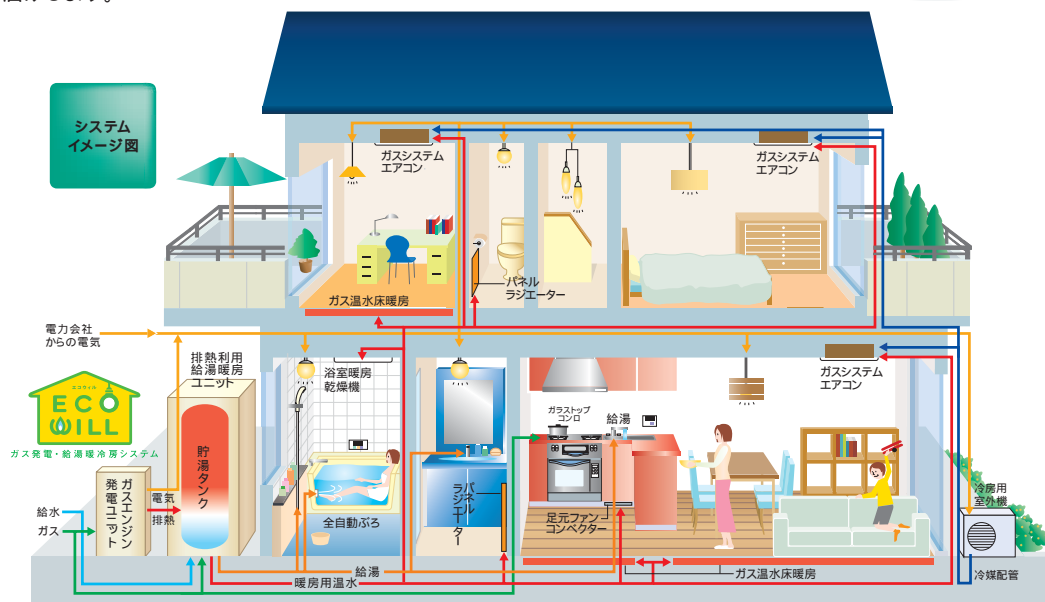 システム
イメージ図
ガスシステム
エアコン
ガスシステム
エアコン
パネル
ラジエーター
ガス温水床暖房
電力会社
からの電気
排熱利用
給湯暖房
ユニット
浴室暖房
乾燥機
ガスシステム
エアコン
エコウィル
ECO
WILL
ガス発電・給湯暖冷房システム
ガラストップ
コンロ
給湯
貯湯タンク
ガスエンジン
発電ユニット
電気
排熱
パネル
ラジエーター
全自動ぶろ
足元ファン
コンベクター
冷房用
室外機
給水
ガス
給湯
暖房用温水
ガス温水床暖房
冷媒配管